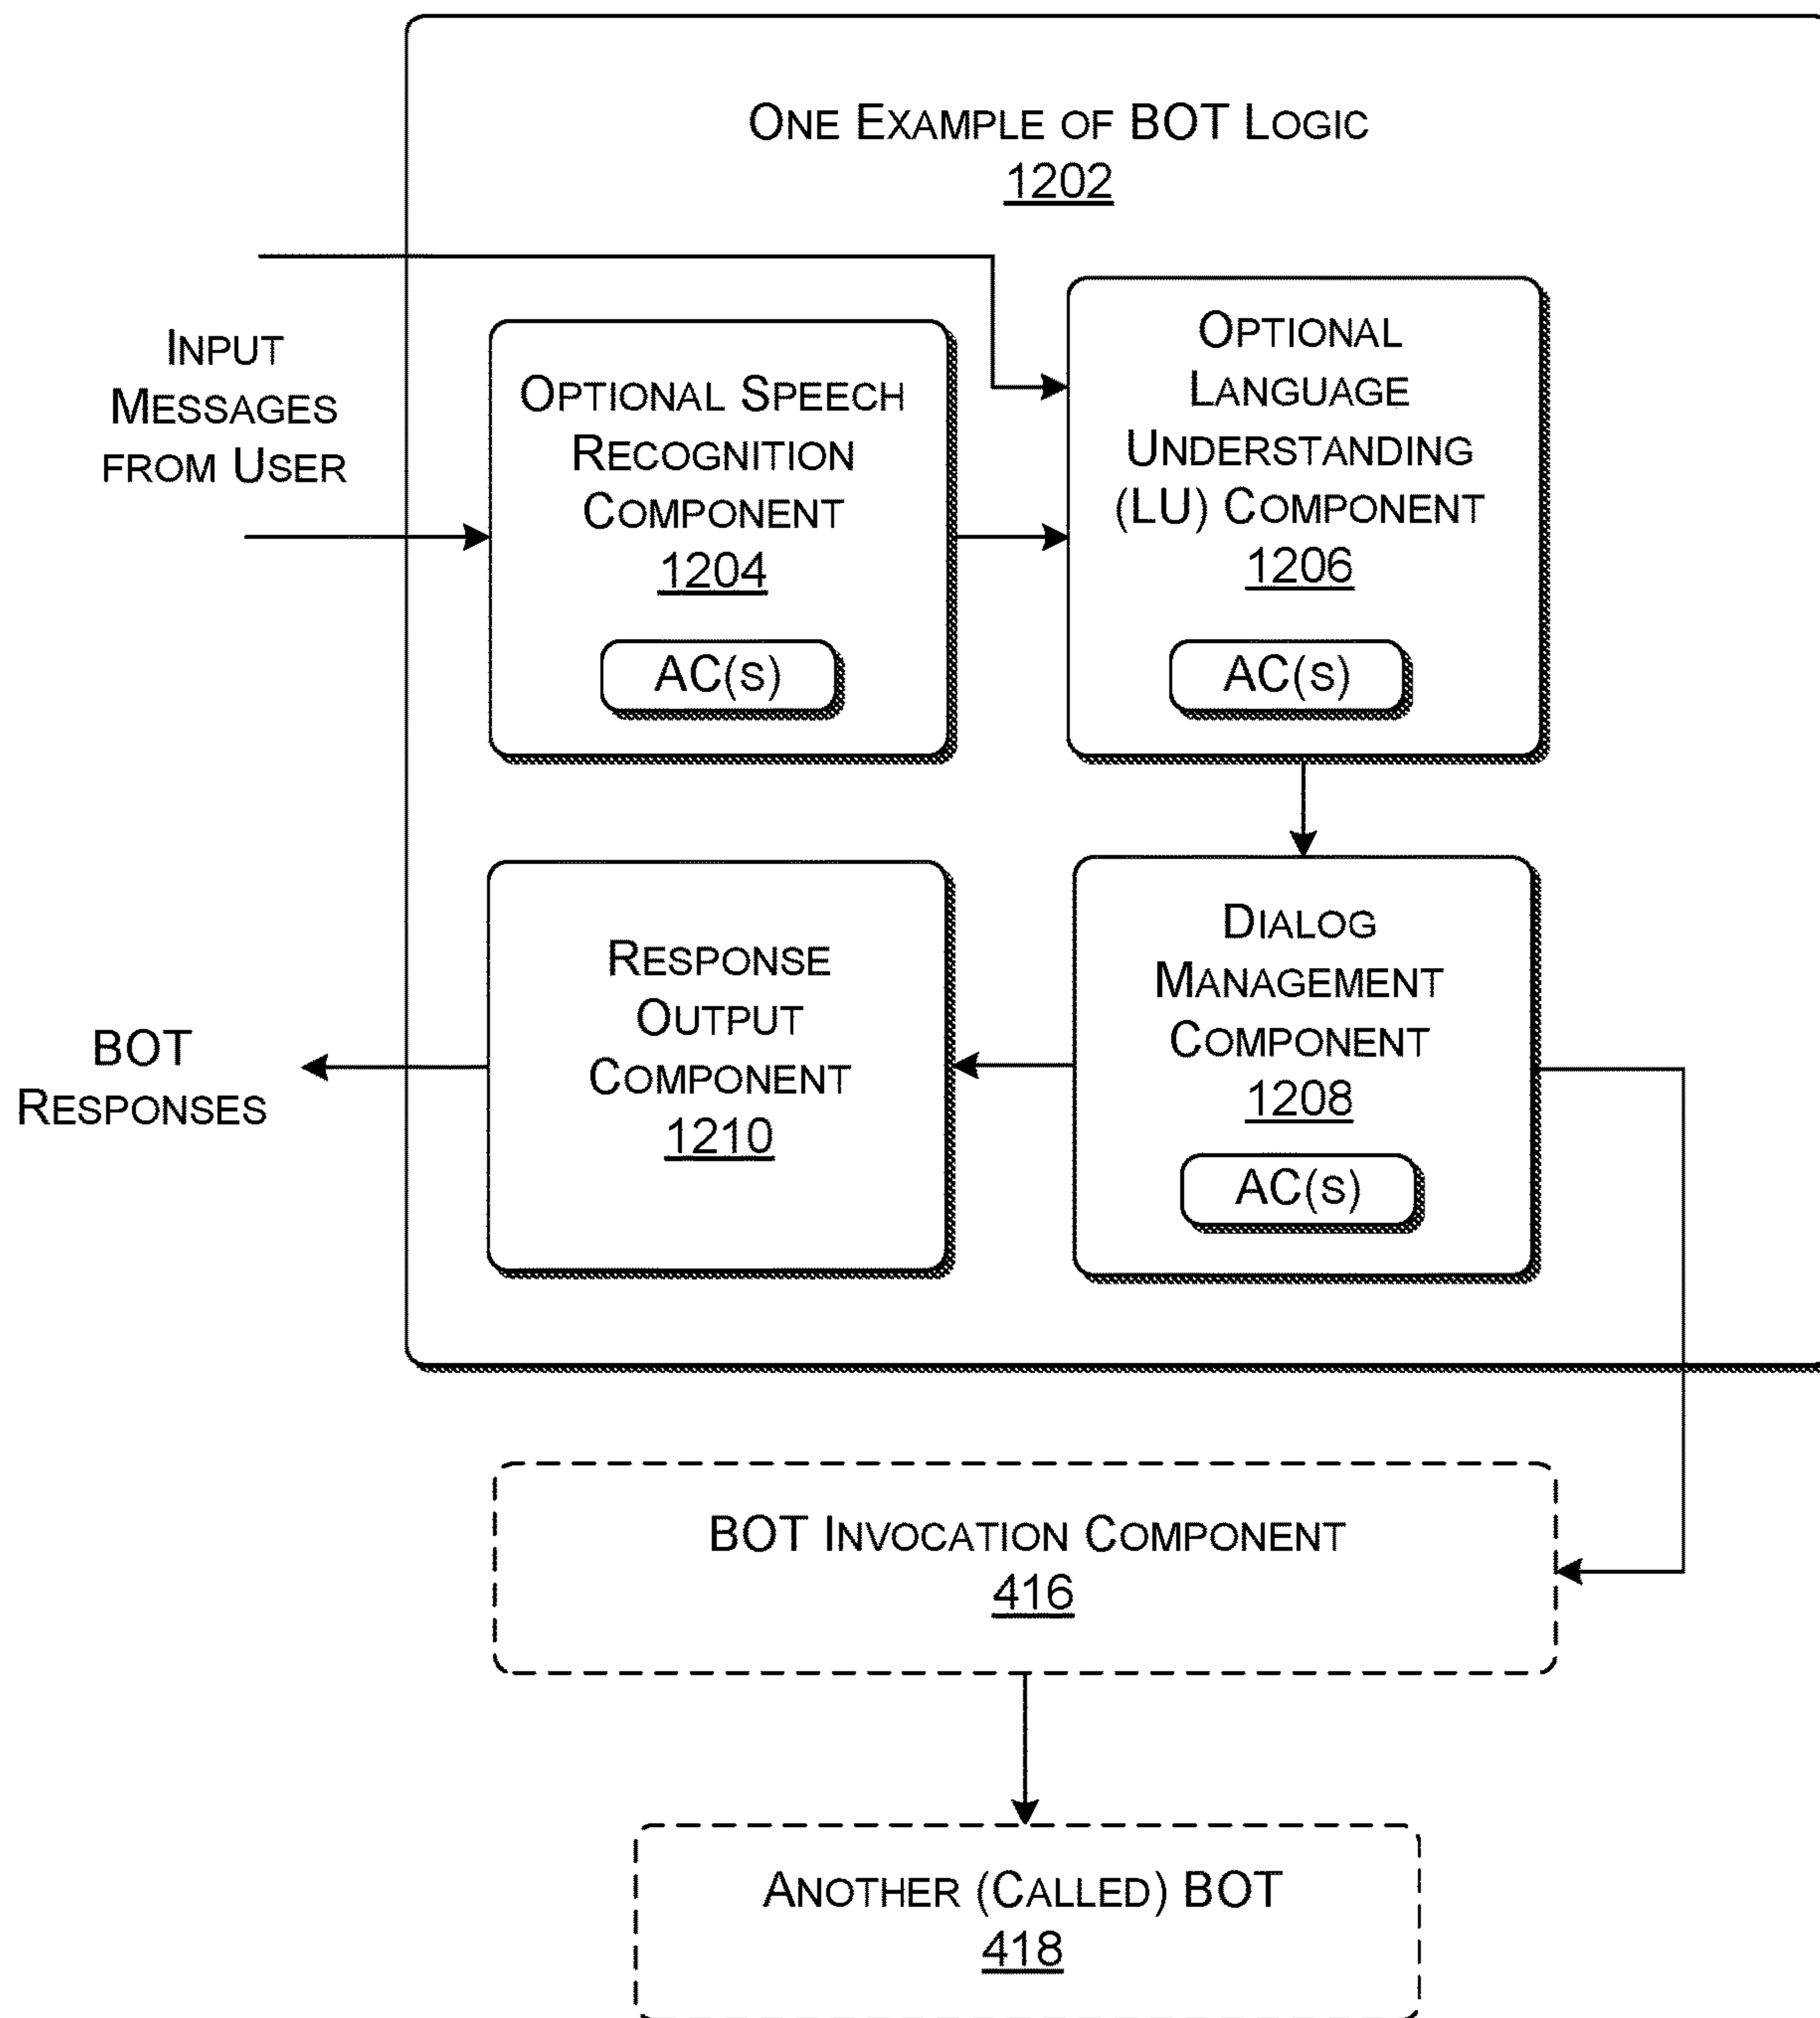 ONE EXAMPLE OF BOT LOGIC
1202
INPUT
MESSAGES
FROM USER
OPTIONAL SPEECH
RECOGNITION
COMPONENT
1204
AC(S)
OPTIONAL
LANGUAGE
UNDERSTANDING
(LU) COMPONENT
1206
AC(S)
BOT
RESPONSES
RESPONSE
OUTPUT
COMPONENT
1210
DIALOG
MANAGEMENT
COMPONENT
1208
AC(S)
BOT INVOCATION COMPONENT
416
ANOTHER (CALLED) BOT
418